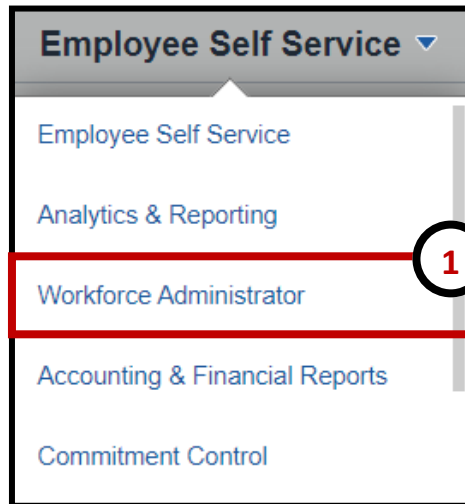 Employee Self Service
Employee Self Service
Analytics & Reporting
1
Workforce Administrator
Accounting & Financial Reports
Commitment Control